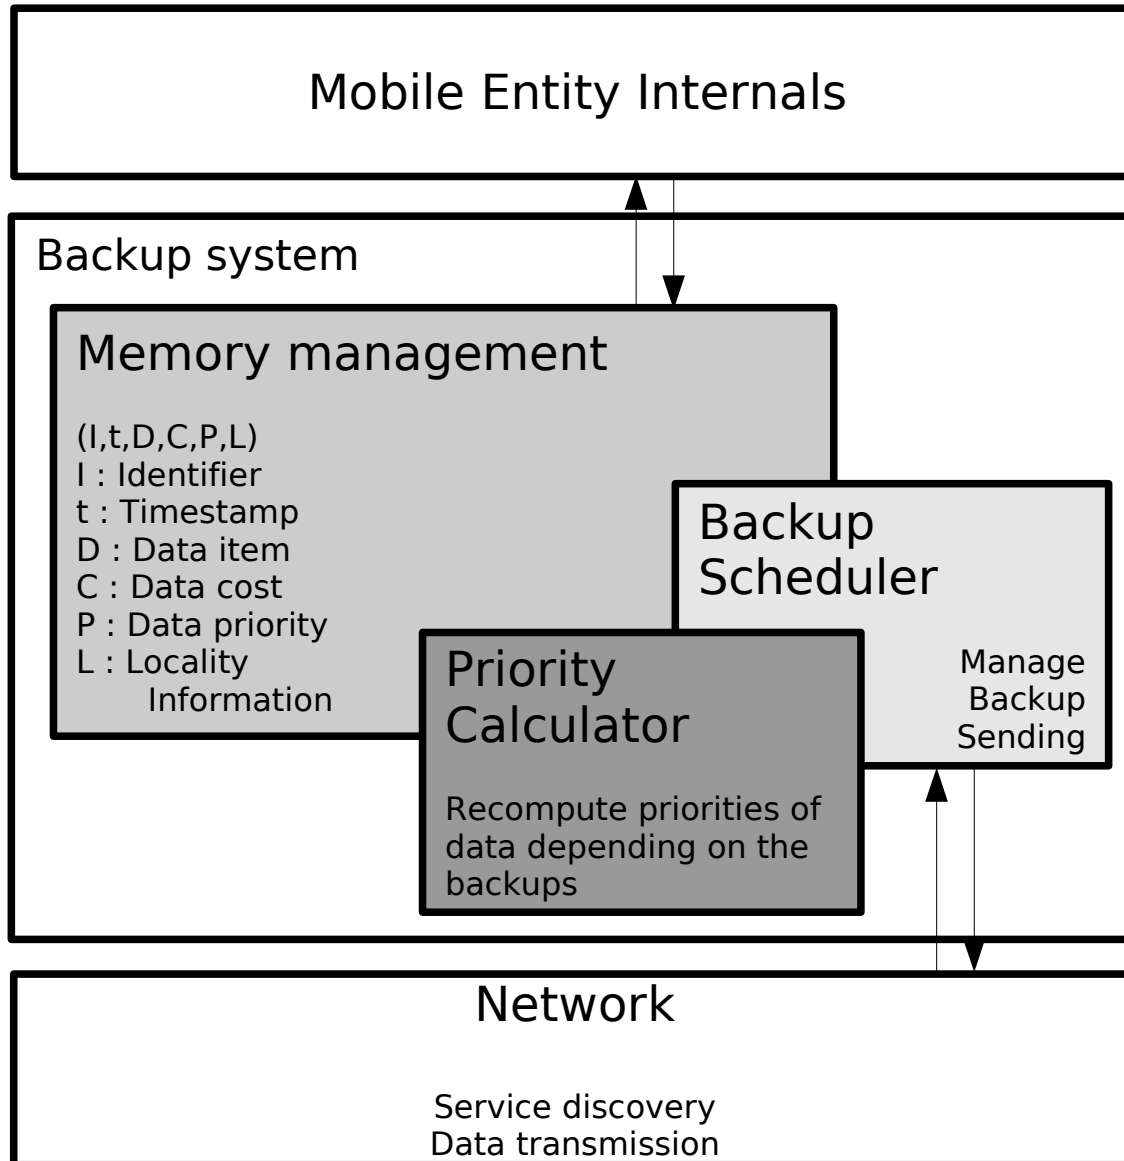 Mobile Entity Internals
Backup system
Memory management
(I,t,D,C,P,L)
I : Identifier
t : Timestamp
D : Data item
C : Data cost
P : Data priority
L : Locality
Information
Backup
Scheduler
Manage
Backup
Sending
Priority
Calculator
Recompute priorities of
data depending on the
backups
Network
Service discovery
Data transmission